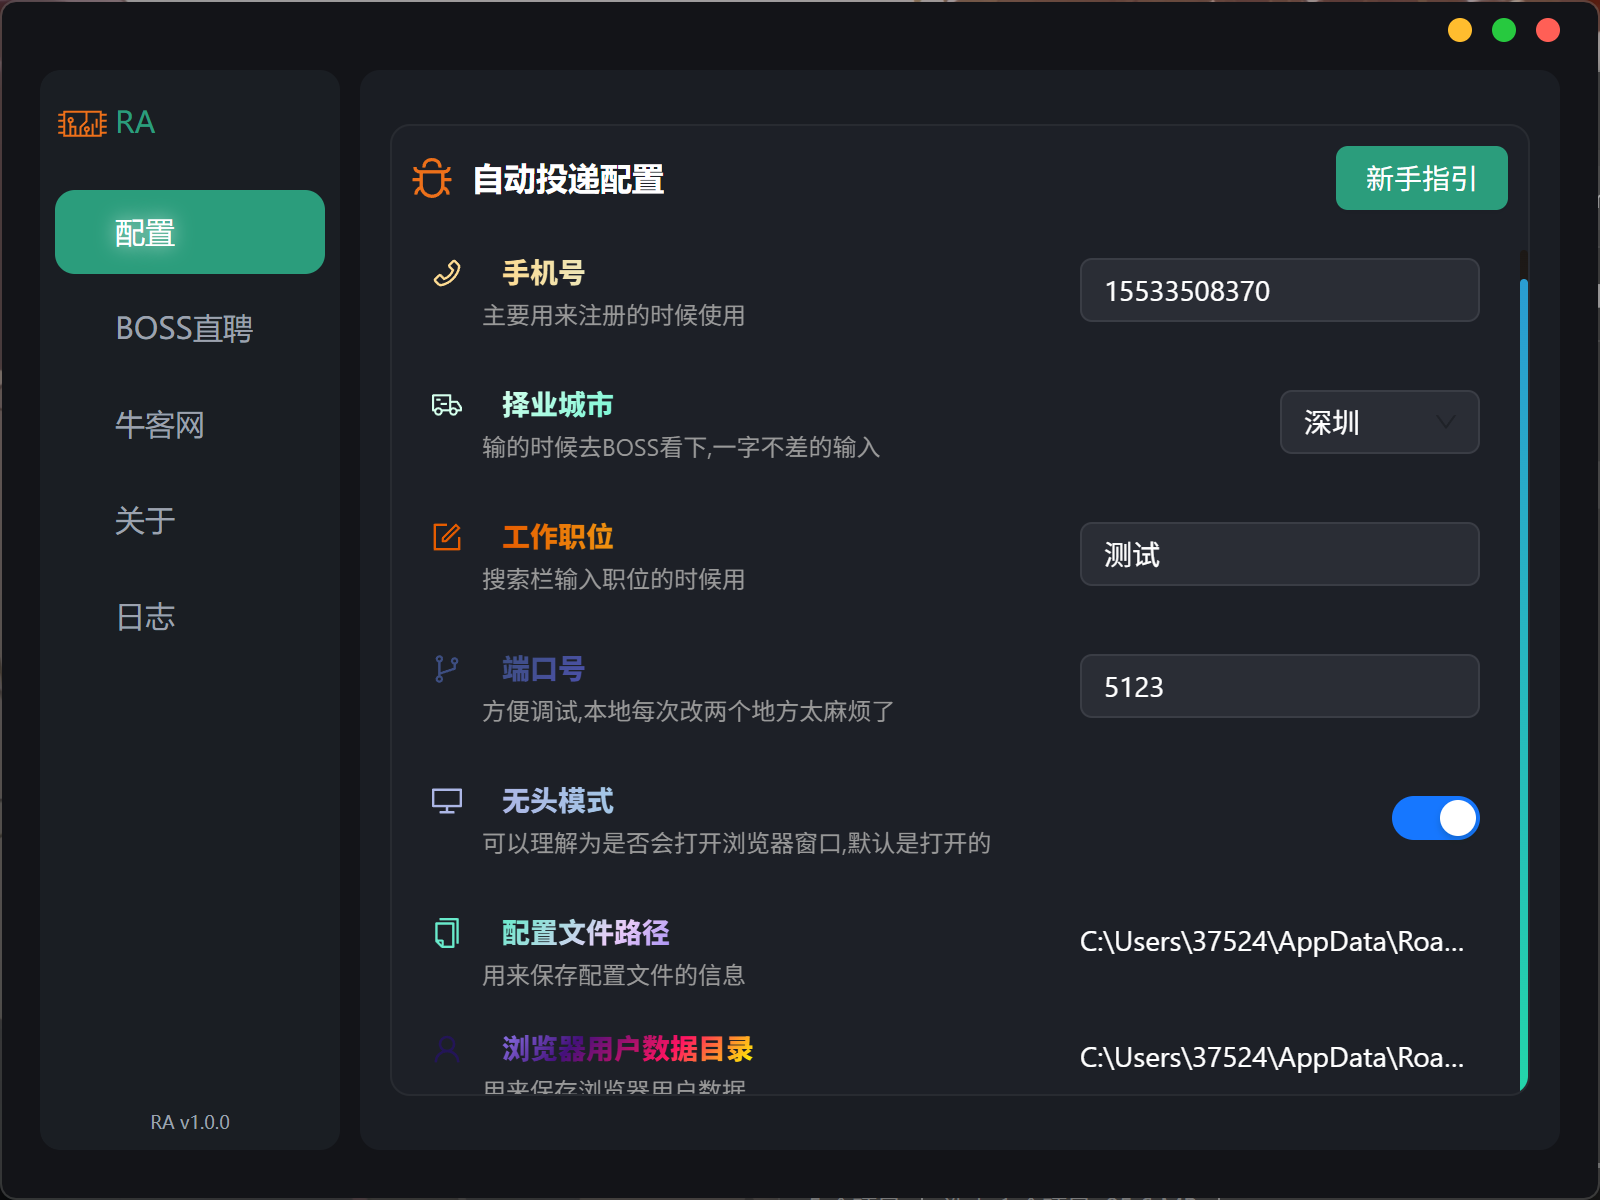 RA
配置
BOSS直聘
牛客网
关于
日志
RA v1.0.0
自动投递配置
新手指引
手机号
主要用来注册的时候使用
15533508370
择业城市
输的时候去BOSS看下,一字不差的输入
深圳
工作职位
搜索栏输入职位的时候用
测试
端口号
方便调试,本地每次改两个地方太麻烦了
5123
无头模式
可以理解为是否会打开浏览器窗口,默认是打开的
配置文件路径
用来保存配置文件的信息
C:\Users\37524\AppData\Roa...
浏览器用户数据目录
用来保存浏览器用户数据
C:\Users\37524\AppData\Roa...